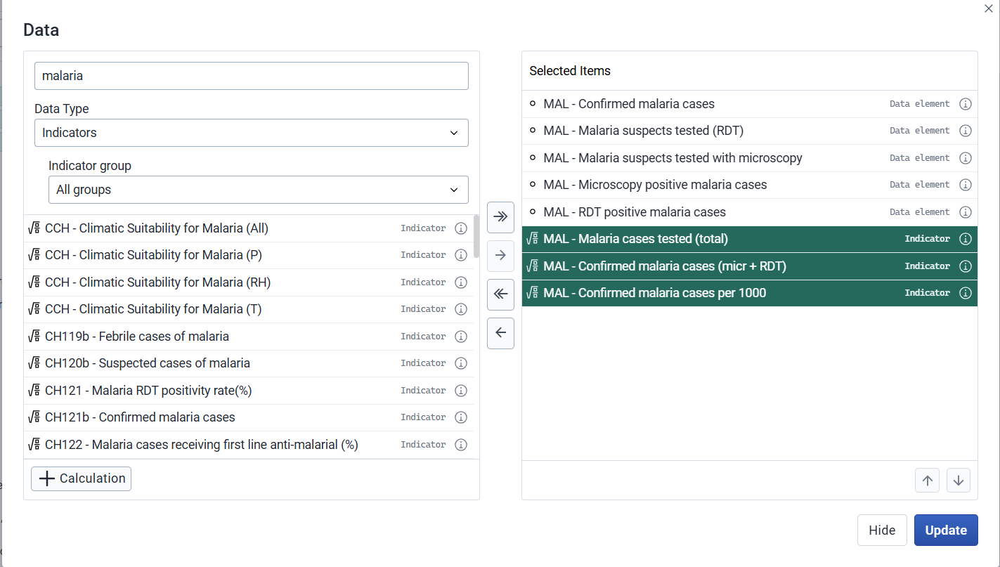 Data
malaria
Data Type
Indicators
Indicator group
All groups
CCH - Climatic Suitability for Malaria (All) Indicator
CCH - Climatic Suitability for Malaria (P) Indicator
CCH - Climatic Suitability for Malaria (RH) Indicator
CCH - Climatic Suitability for Malaria (T) Indicator
CH119b - Febrile cases of malaria Indicator
CH120b - Suspected cases of malaria Indicator
CH121 - Malaria RDT positivity rate(%) Indicator
CH121b - Confirmed malaria cases Indicator
CH122 - Malaria cases receiving first line anti-malarial (%) Indicator
Calculation
Selected Items
MAL - Confirmed malaria cases Data element
MAL - Malaria suspects tested (RDT) Data element
MAL - Malaria suspects tested with microscopy Data element
MAL - Microscopy positive malaria cases Data element
MAL - RDT positive malaria cases Data element
MAL - Malaria cases tested (total) Indicator
MAL - Confirmed malaria cases (micr + RDT) Indicator
MAL - Confirmed malaria cases per 1000 Indicator
Hide Update